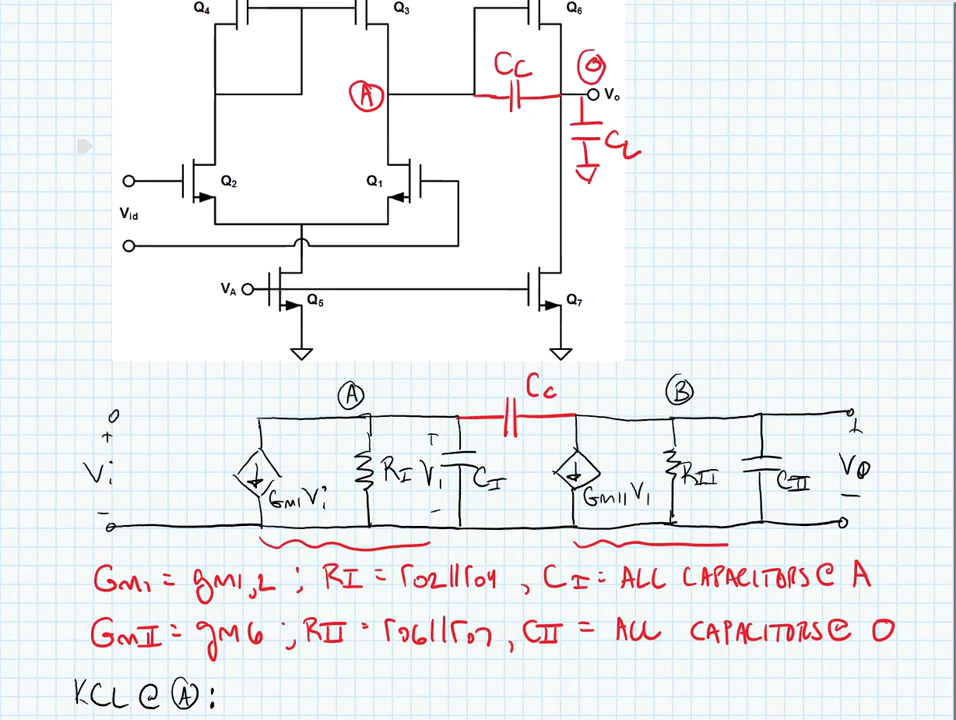 Q4 Q3 Q6
CC O
A Vo
CL
Q2 Q1
Vid
VA Q5 Q7
A CC B
+ + +
Vi Gm1Vi RI V1 CI GmIIV1 RII CII VO
- - -
Gm1 = gm1,2 ; RI = ro2||ro4 , CI = ALL CAPACITORS @ A
GmII = gm6 ; RII = ro6||ro7 , CII = ALL CAPACITORS @ O
KCL @ A :